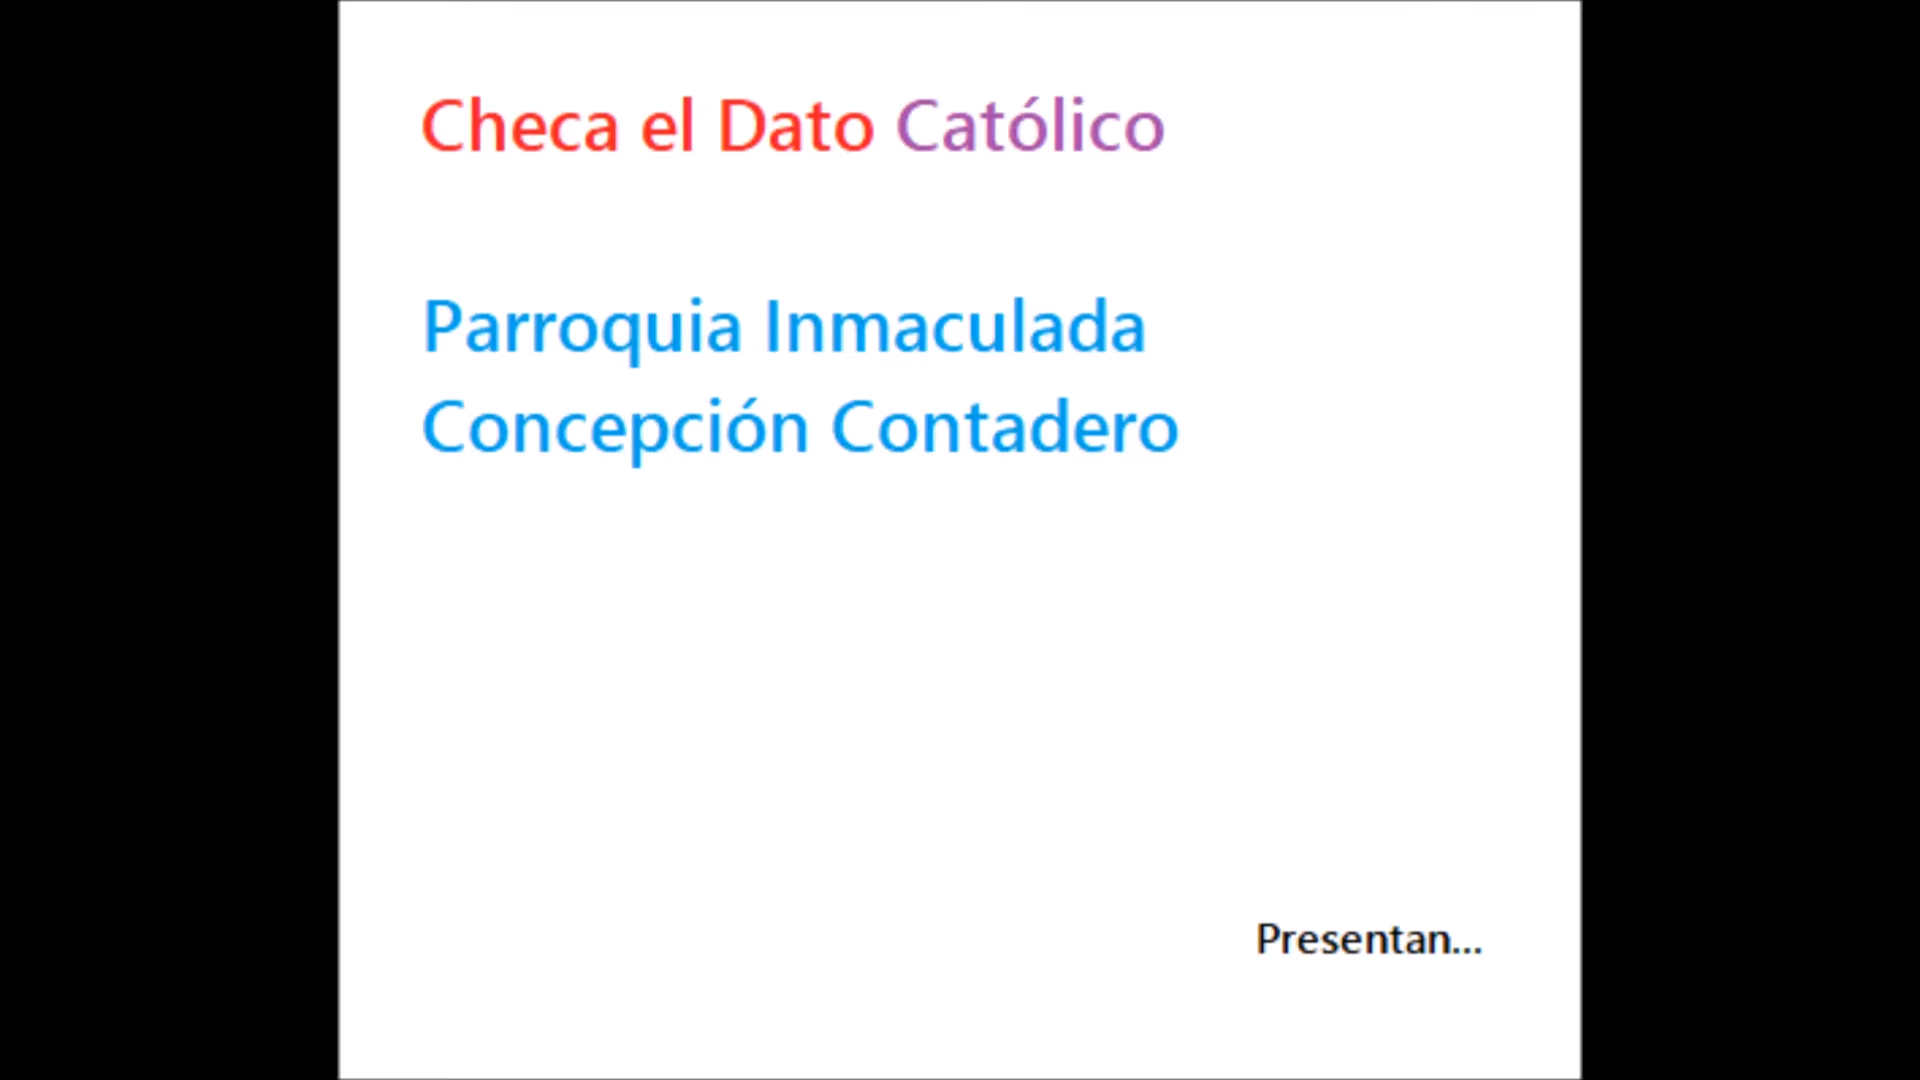 Checa el Dato Católico
Parroquia Inmaculada
Concepción Contadero
Presentan...